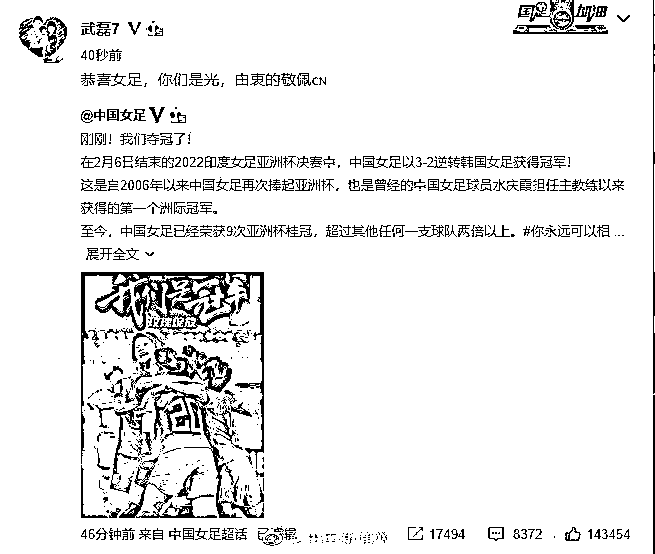 国足 加油
武磊7
40秒前
恭喜女足，你们是光，由衷的敬佩CN
@中国女足
刚刚！我们夺冠了！
在2月6日结束的2022印度女足亚洲杯决赛中，中国女足以3-2逆转韩国女足获得冠军！
这是自2006年以来中国女足再次捧起亚洲杯，也是曾经的中国女足球员水庆霞担任主教练以来
获得的第一个洲际冠军。
至今，中国女足已经荣获9次亚洲杯桂冠，超过其他任何一支球队两倍以上。#你永远可以相 ...
展开全文
我们是冠军
21
46分钟前 来自 中国女足超话 已编辑
17494 8372 143454